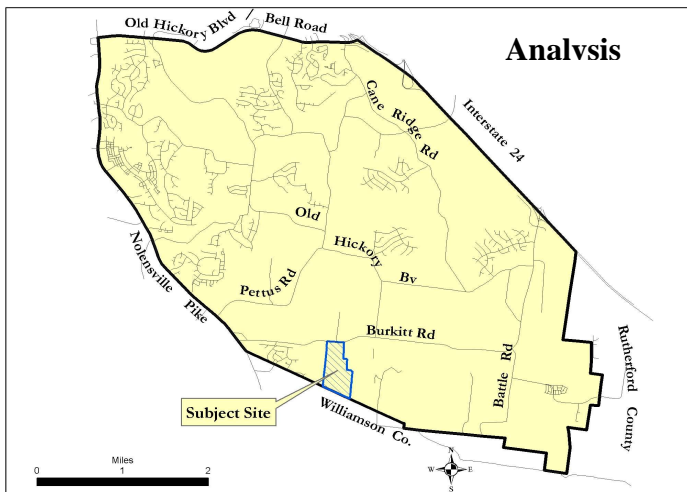 Old Hickory Blvd
Bell Road
Analysis
Cane Ridge Rd
Interstate 24
Old
Hickory
Bv
Nolensville Pike
Pettus Rd
Burkitt Rd
Battle Rd
Rutherford County
Subject Site
Williamson Co.
Miles
0 1 2
N
W E
S